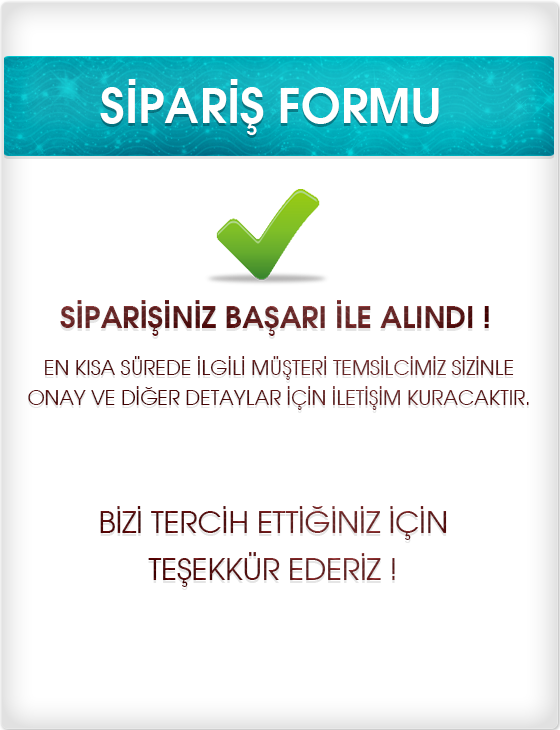 SİPARİŞ FORMU
SİPARİŞİNİZ BAŞARI İLE ALINDI !
EN KISA SÜREDE İLGİLİ MÜŞTERİ TEMSİLCİMİZ SİZİNLE
ONAY VE DİĞER DETAYLAR İÇİN İLETİŞİM KURACAKTIR.
BİZİ TERCİH ETTİĞİNİZ İÇİN
TEŞEKKÜR EDERİZ !